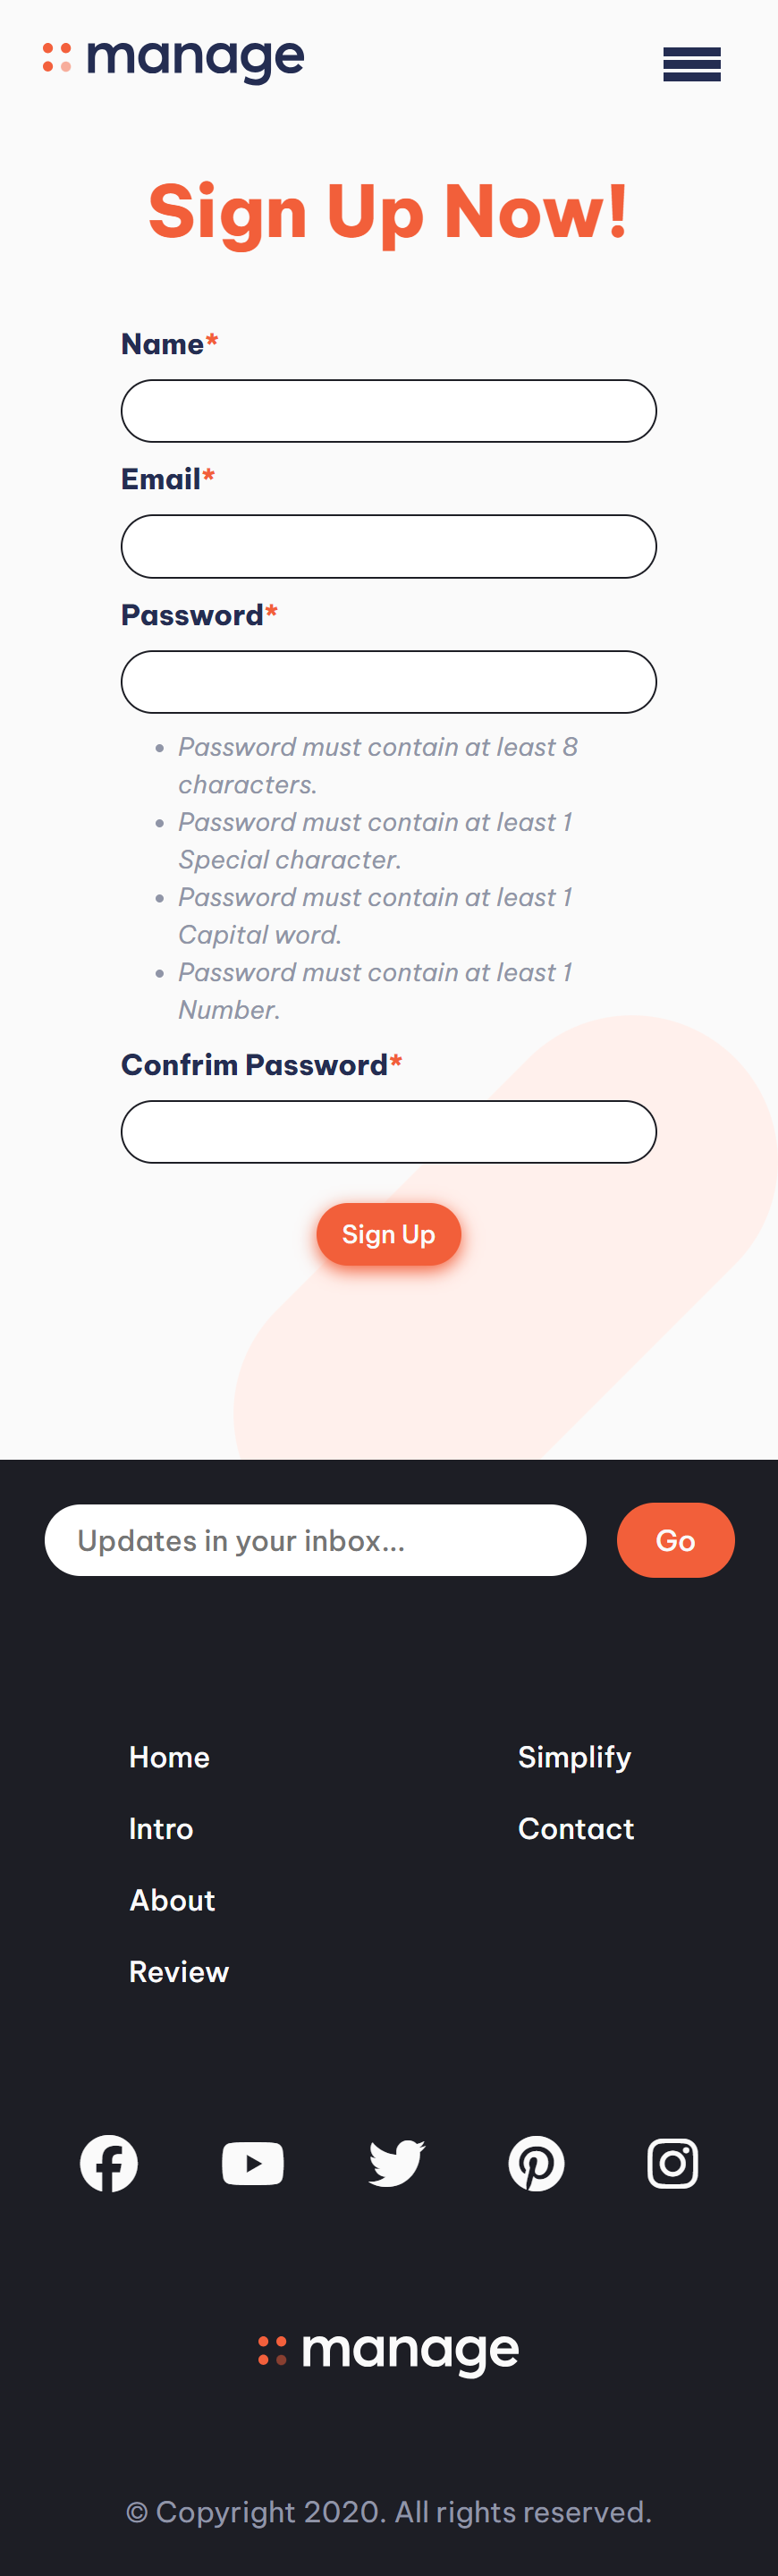 manage
Sign Up Now!
Name*
Email*
Password*
• Password must contain at least 8
characters.
• Password must contain at least 1
Special character.
• Password must contain at least 1
Capital word.
• Password must contain at least 1
Number.
Confrim Password*
Sign Up
Updates in your inbox...
Go
Home
Simplify
Intro
Contact
About
Review
manage
© Copyright 2020. All rights reserved.